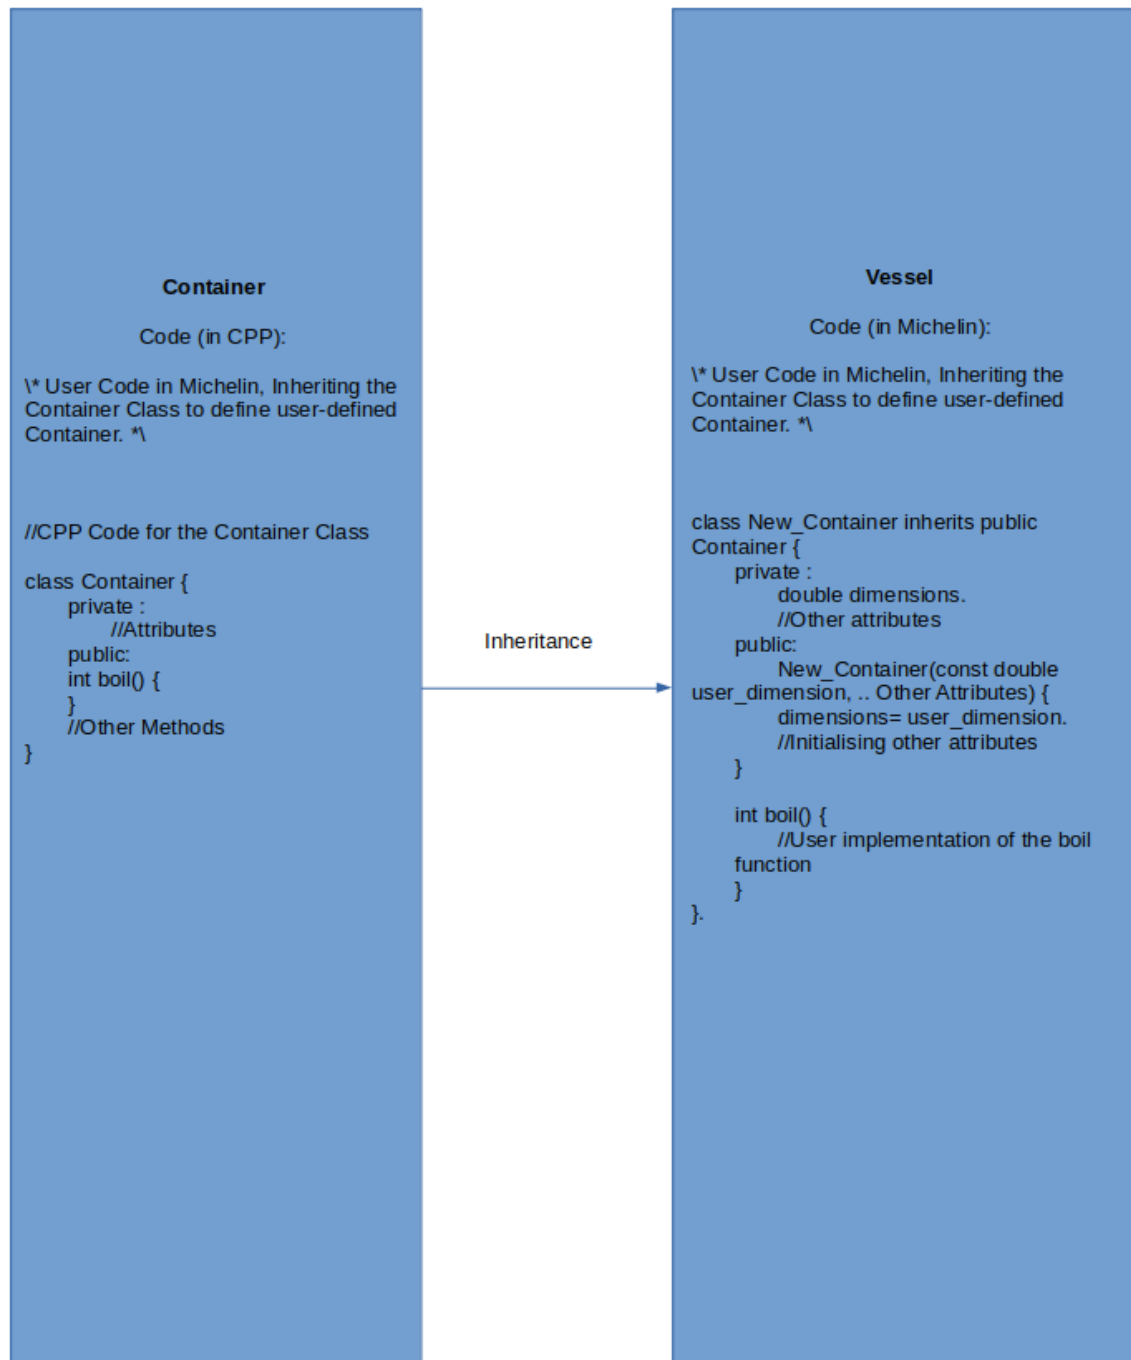 Container
Code (in CPP):
\* User Code in Michelin, Inheriting the
Container Class to define user-defined
Container. *\
//CPP Code for the Container Class
class Container {
private :
//Attributes
public:
int boil() {
}
//Other Methods
}
Inheritance
Vessel
Code (in Michelin):
\* User Code in Michelin, Inheriting the
Container Class to define user-defined
Container. *\
class New_Container inherits public
Container {
private :
double dimensions.
//Other attributes
public:
New_Container(const double
user_dimension, .. Other Attributes) {
dimensions= user_dimension.
//Initialising other attributes
}
int boil() {
//User implementation of the boil
function
}
}.